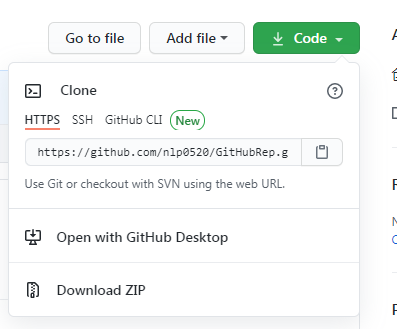 Go to file Add file Code
Clone
HTTPS SSH GitHub CLI New
https://github.com/nlp0520/GitHubRep.g
Use Git or checkout with SVN using the web URL.
Open with GitHub Desktop
Download ZIP